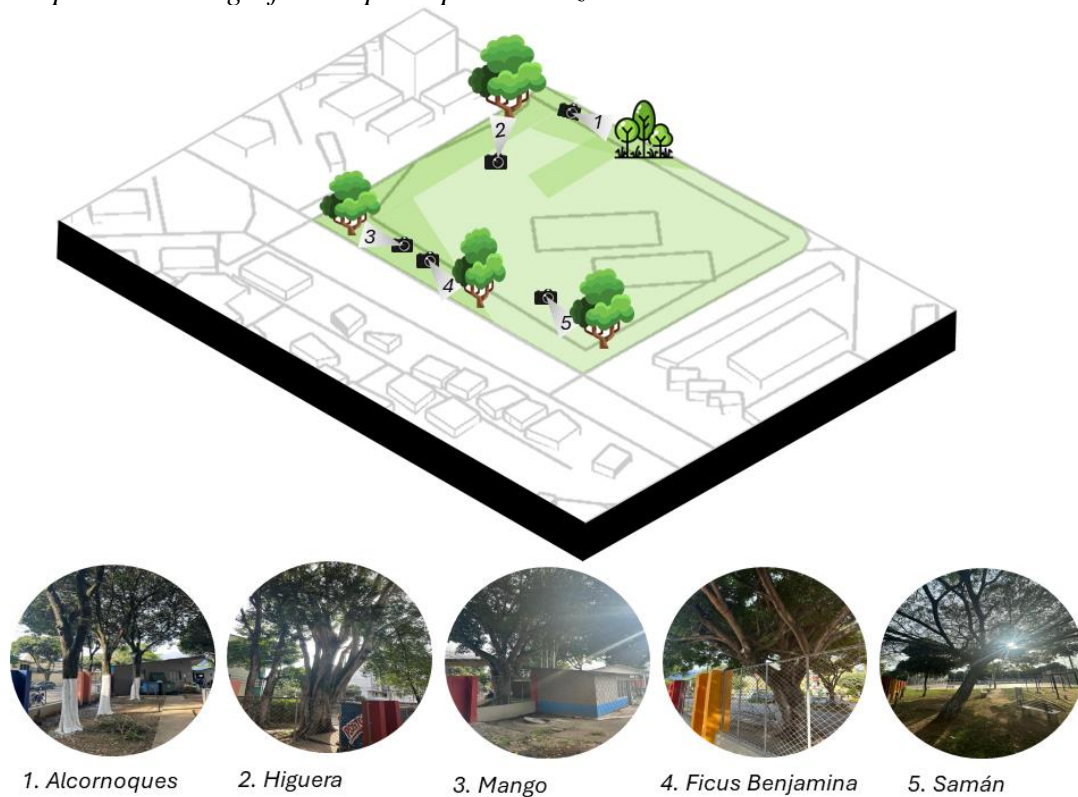 2
1
3
4
5
1. Alcornoques
2. Higuera
3. Mango
4. Ficus Benjamina
5. Samán